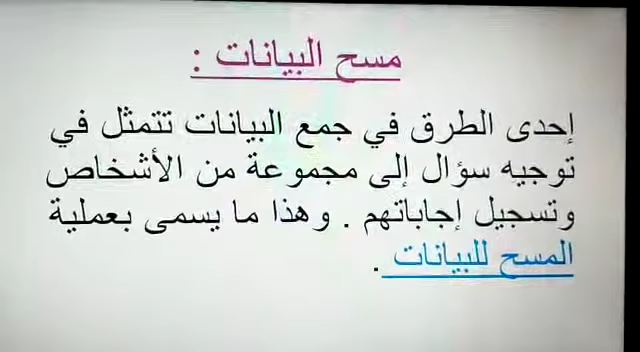 مسح البيانات :
إحدى الطرق في جمع البيانات تتمثل في
توجيه سؤال إلى مجموعة من الأشخاص
وتسجيل إجاباتهم . وهذا ما يسمى بعملية
المسح للبيانات .